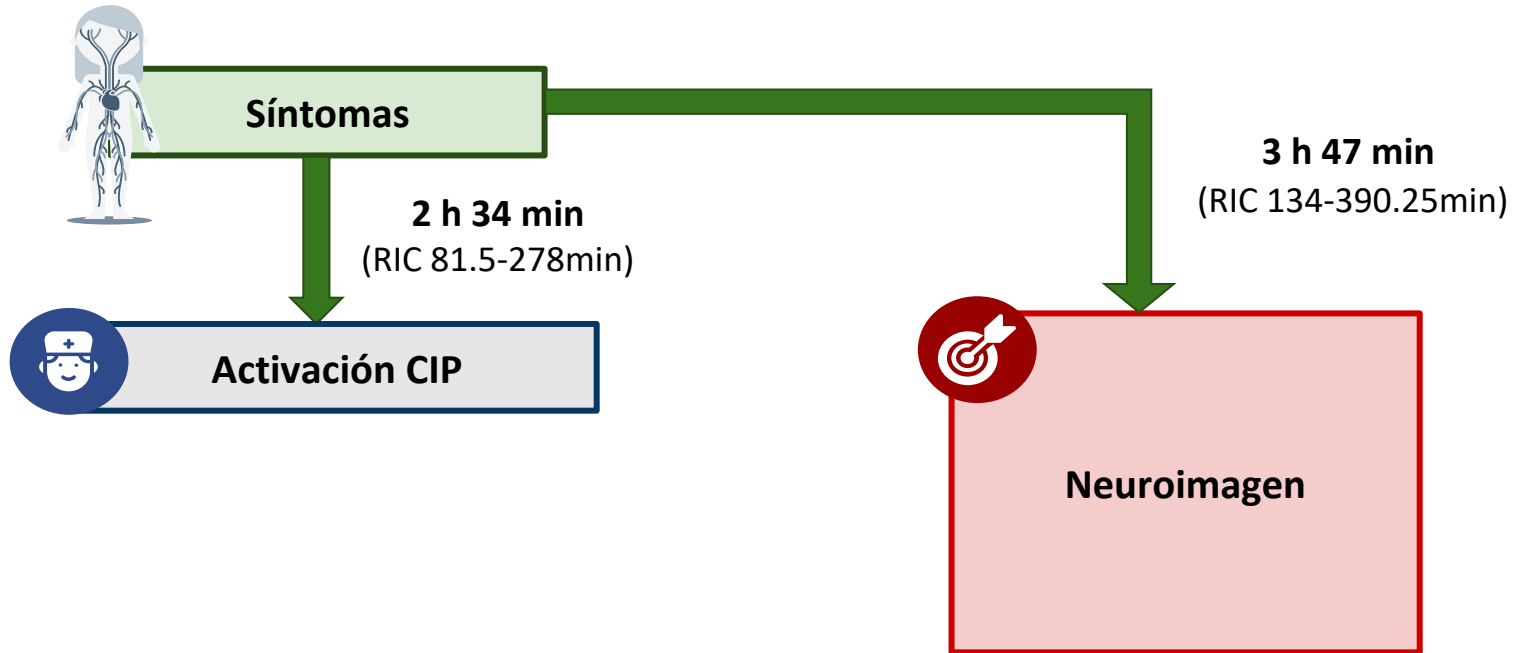 Síntomas
3 h 47 min
(RIC 134-390.25min)
2 h 34 min
(RIC 81.5-278min)
Activación CIP
Neuroimagen